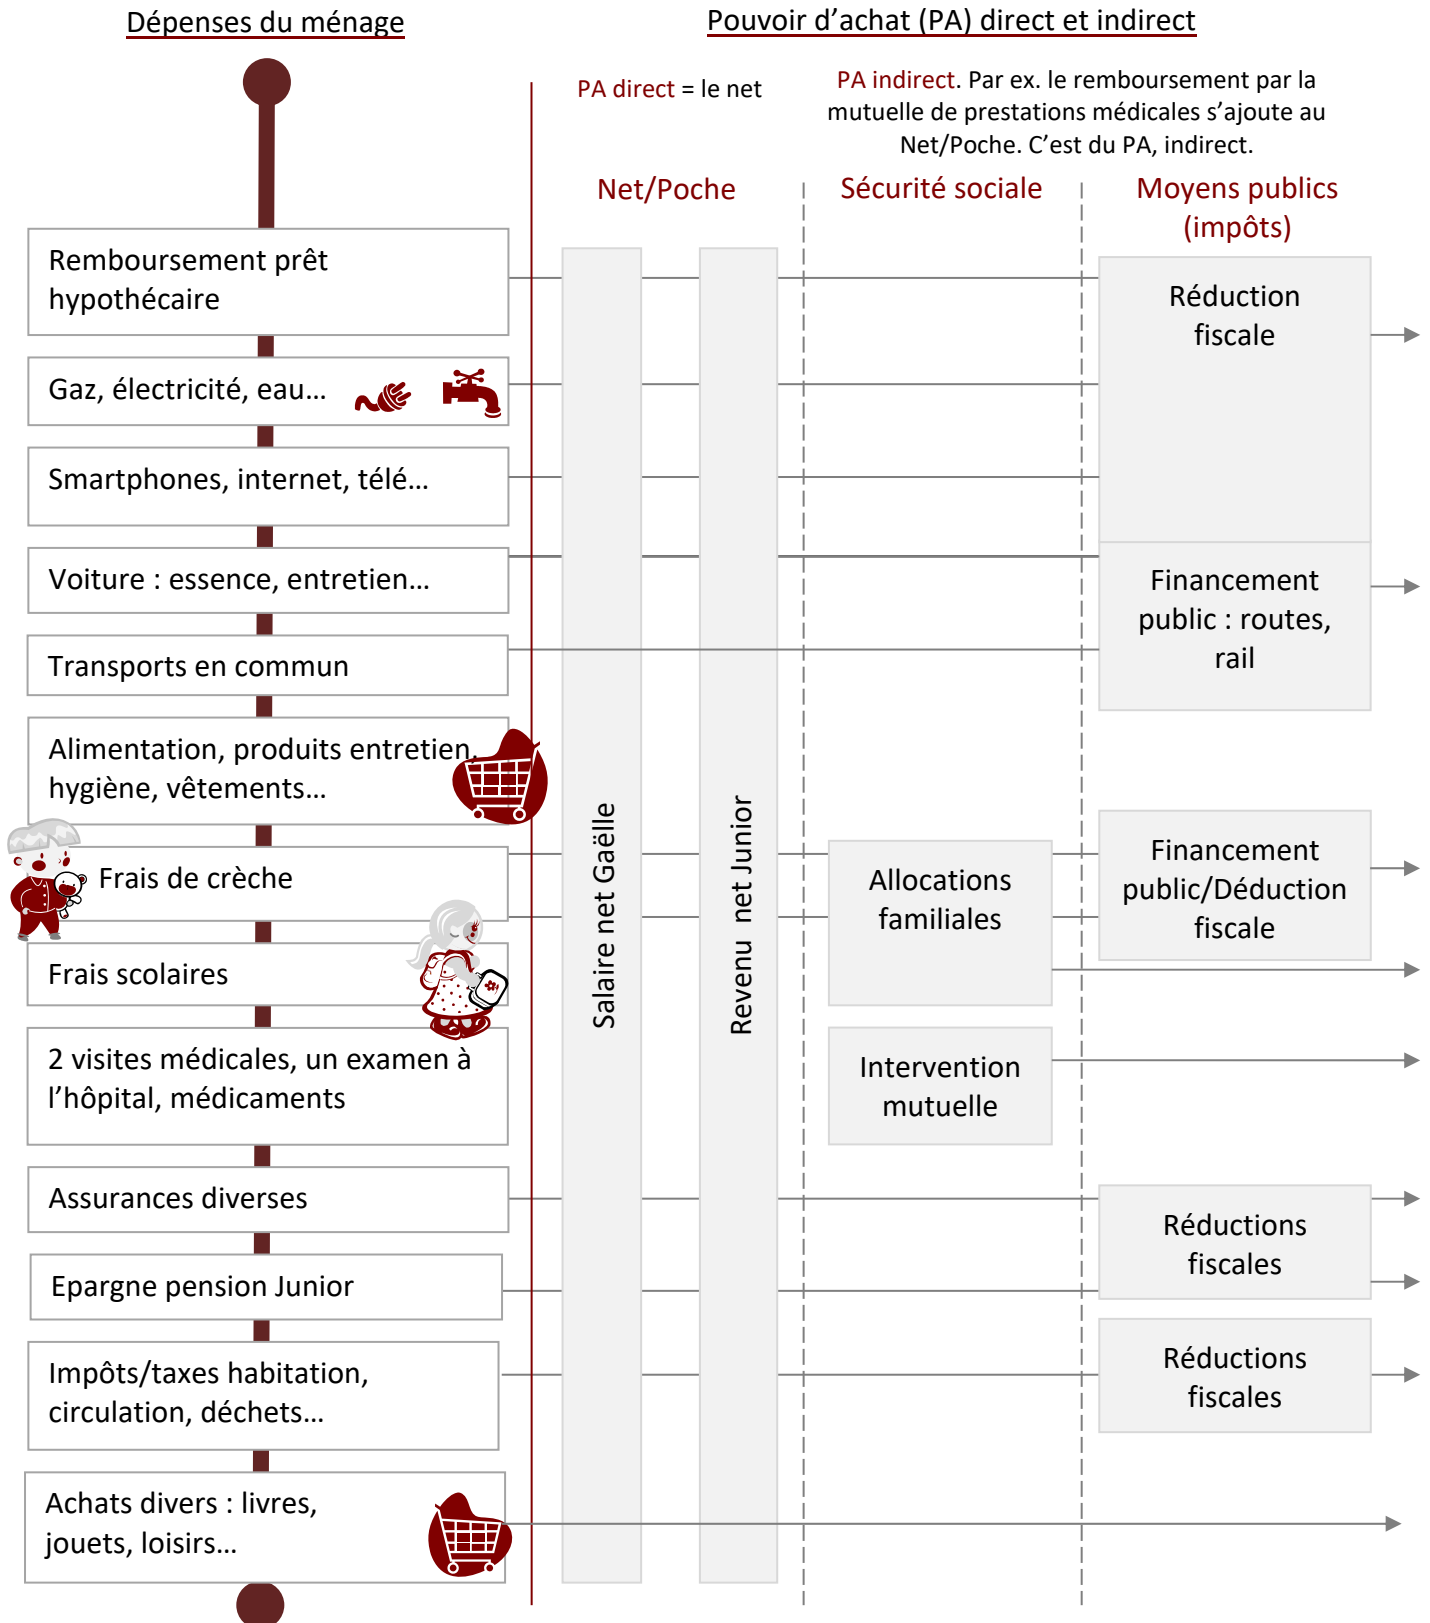 Dépenses du ménage
Pouvoir d’achat (PA) direct et indirect
PA direct = le net
PA indirect. Par ex. le remboursement par la
mutuelle de prestations médicales s’ajoute au
Net/Poche. C’est du PA, indirect.
Net/Poche
Sécurité sociale
Moyens publics
(impôts)
Remboursement prêt
hypothécaire
Gaz, électricité, eau…
Smartphones, internet, télé…
Voiture : essence, entretien…
Transports en commun
Alimentation, produits entretien,
hygiène, vêtements…
Frais de crèche
Frais scolaires
2 visites médicales, un examen à
l’hôpital, médicaments
Assurances diverses
Epargne pension Junior
Impôts/taxes habitation,
circulation, déchets…
Achats divers : livres,
jouets, loisirs…
Salaire net Gaëlle
Revenu net Junior
Allocations
familiales
Intervention
mutuelle
Réduction
fiscale
Financement
public : routes,
rail
Financement
public/Déduction
fiscale
Réductions
fiscales
Réductions
fiscales